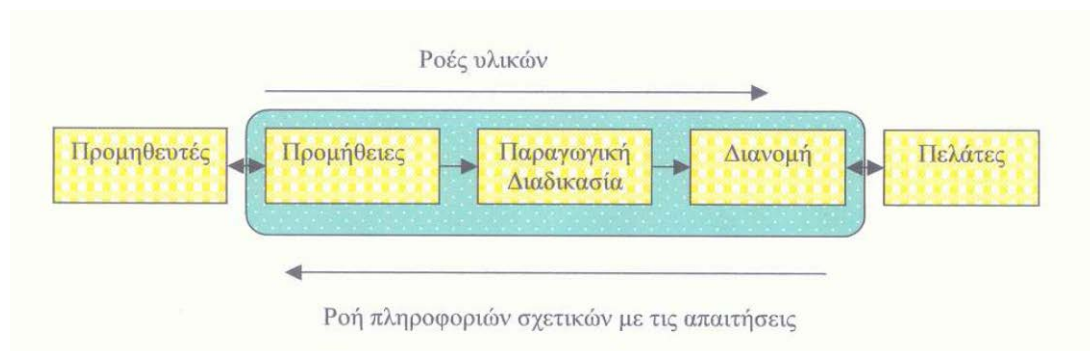 Ροές υλικών
Προμηθευτές
Προμήθειες
Παραγωγική
Διαδικασία
Διανομή
Πελάτες
Ροή πληροφοριών σχετικών με τις απαιτήσεις